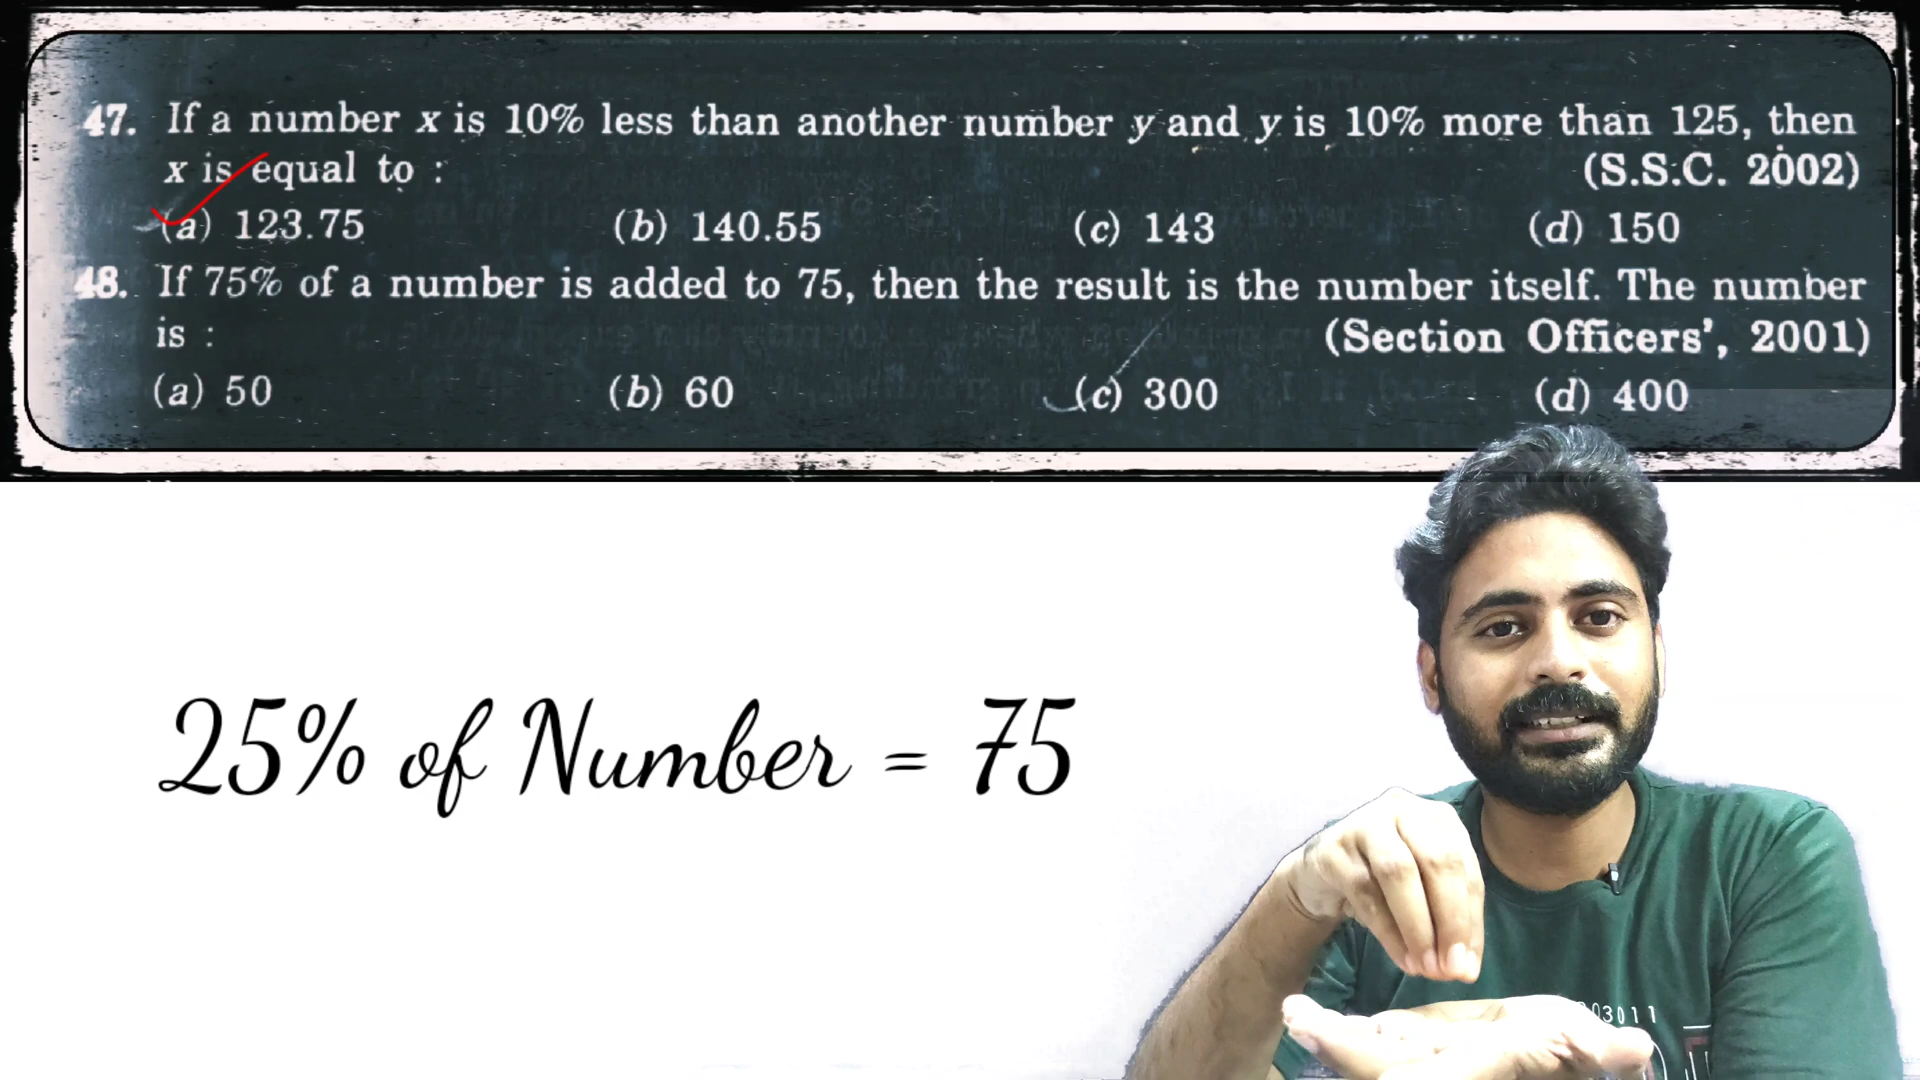 47. If a number x is 10% less than another number y and y is 10% more than 125, then
x is equal to : (S.S.C. 2002)
(a) 123.75 (b) 140.55 (c) 143 (d) 150
48. If 75% of a number is added to 75, then the result is the number itself. The number
is : (Section Officers', 2001)
(a) 50 (b) 60 (c) 300 (d) 400
25% of Number = 75
03011